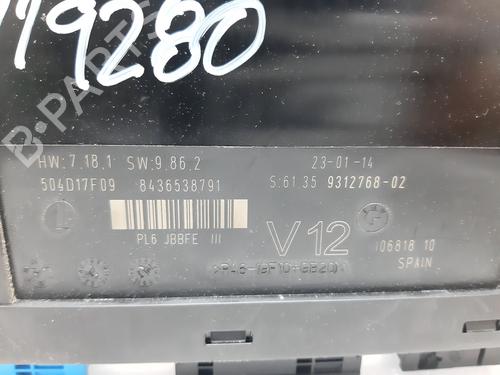 119280
HW:7.18.1 SW:9.86.2 23-01-14
504D17F09 8436538791 S:61.35 9312768-02
PL6 JBBFE III V12 106818 10
SPAIN
B-PARTS